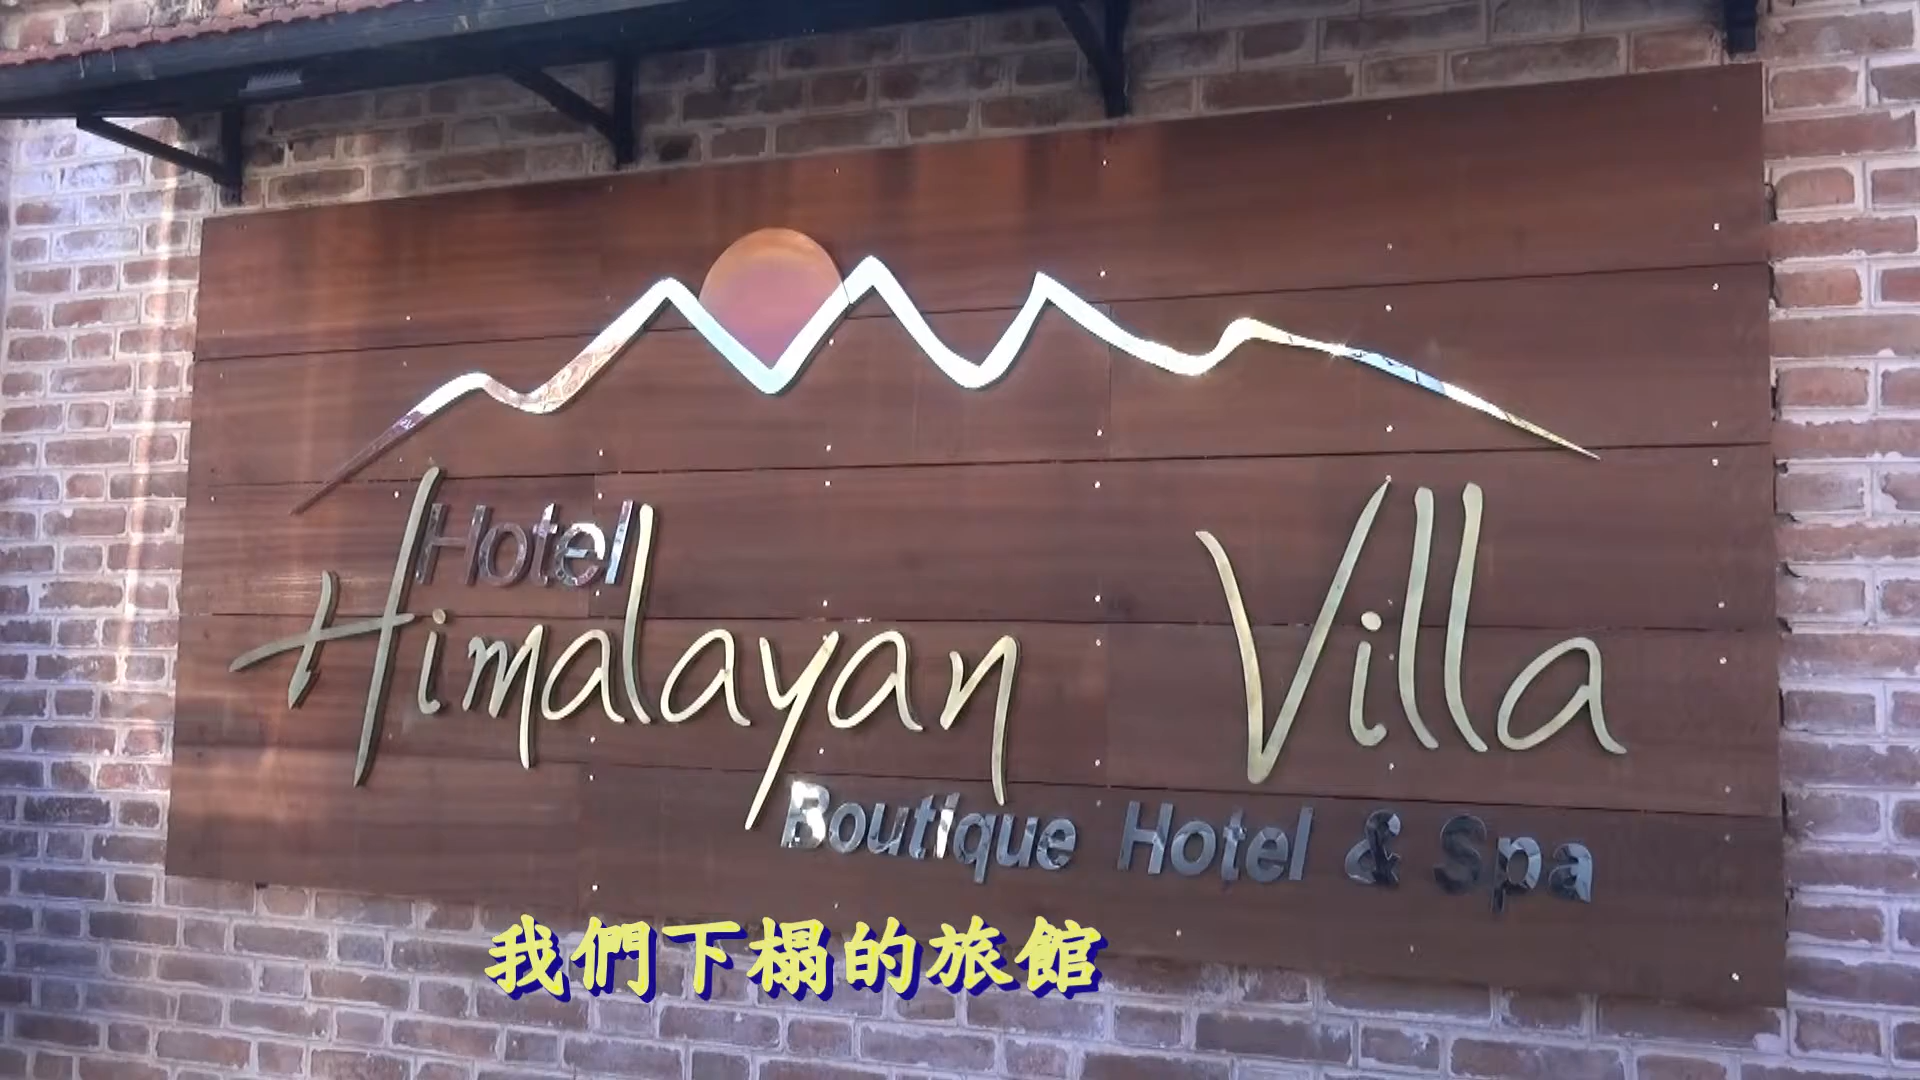 Hotel
Himalayan Villa
Boutique Hotel & Spa
我們下榻的旅館